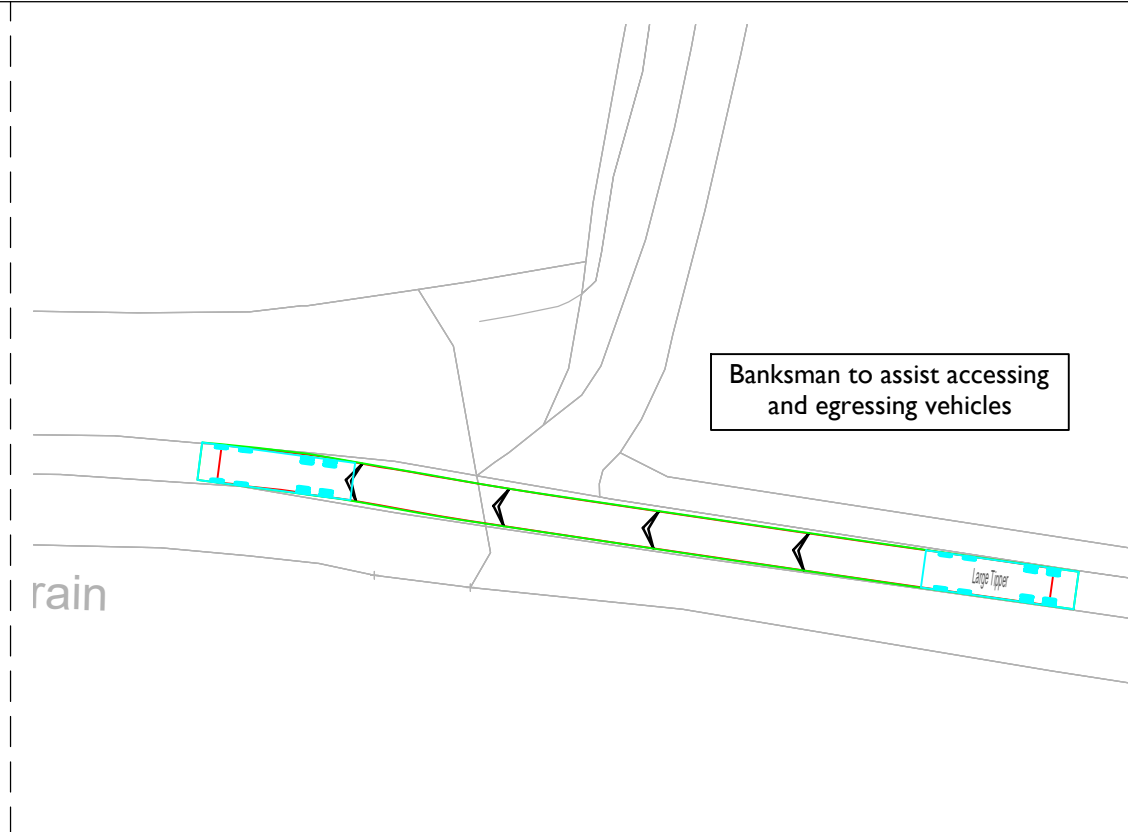 Banksman to assist accessing
and egressing vehicles
Large Tipper
rain